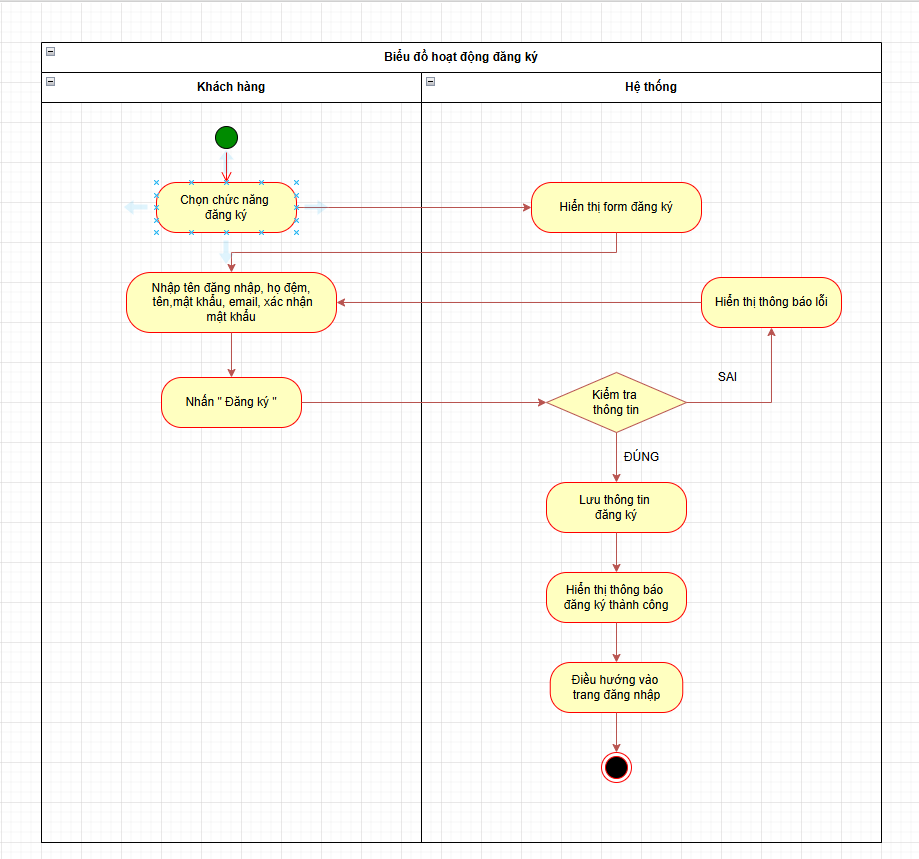 Biểu đồ hoạt động đăng ký
Khách hàng
Hệ thống
Chọn chức năng
đăng ký
Hiển thị form đăng ký
Nhập tên đăng nhập, họ đệm,
tên,mật khẩu, email, xác nhận
mật khẩu
Hiển thị thông báo lỗi
Nhấn " Đăng ký "
Kiểm tra
thông tin
SAI
ĐÚNG
Lưu thông tin
đăng ký
Hiển thị thông báo
đăng ký thành công
Điều hướng vào
trang đăng nhập